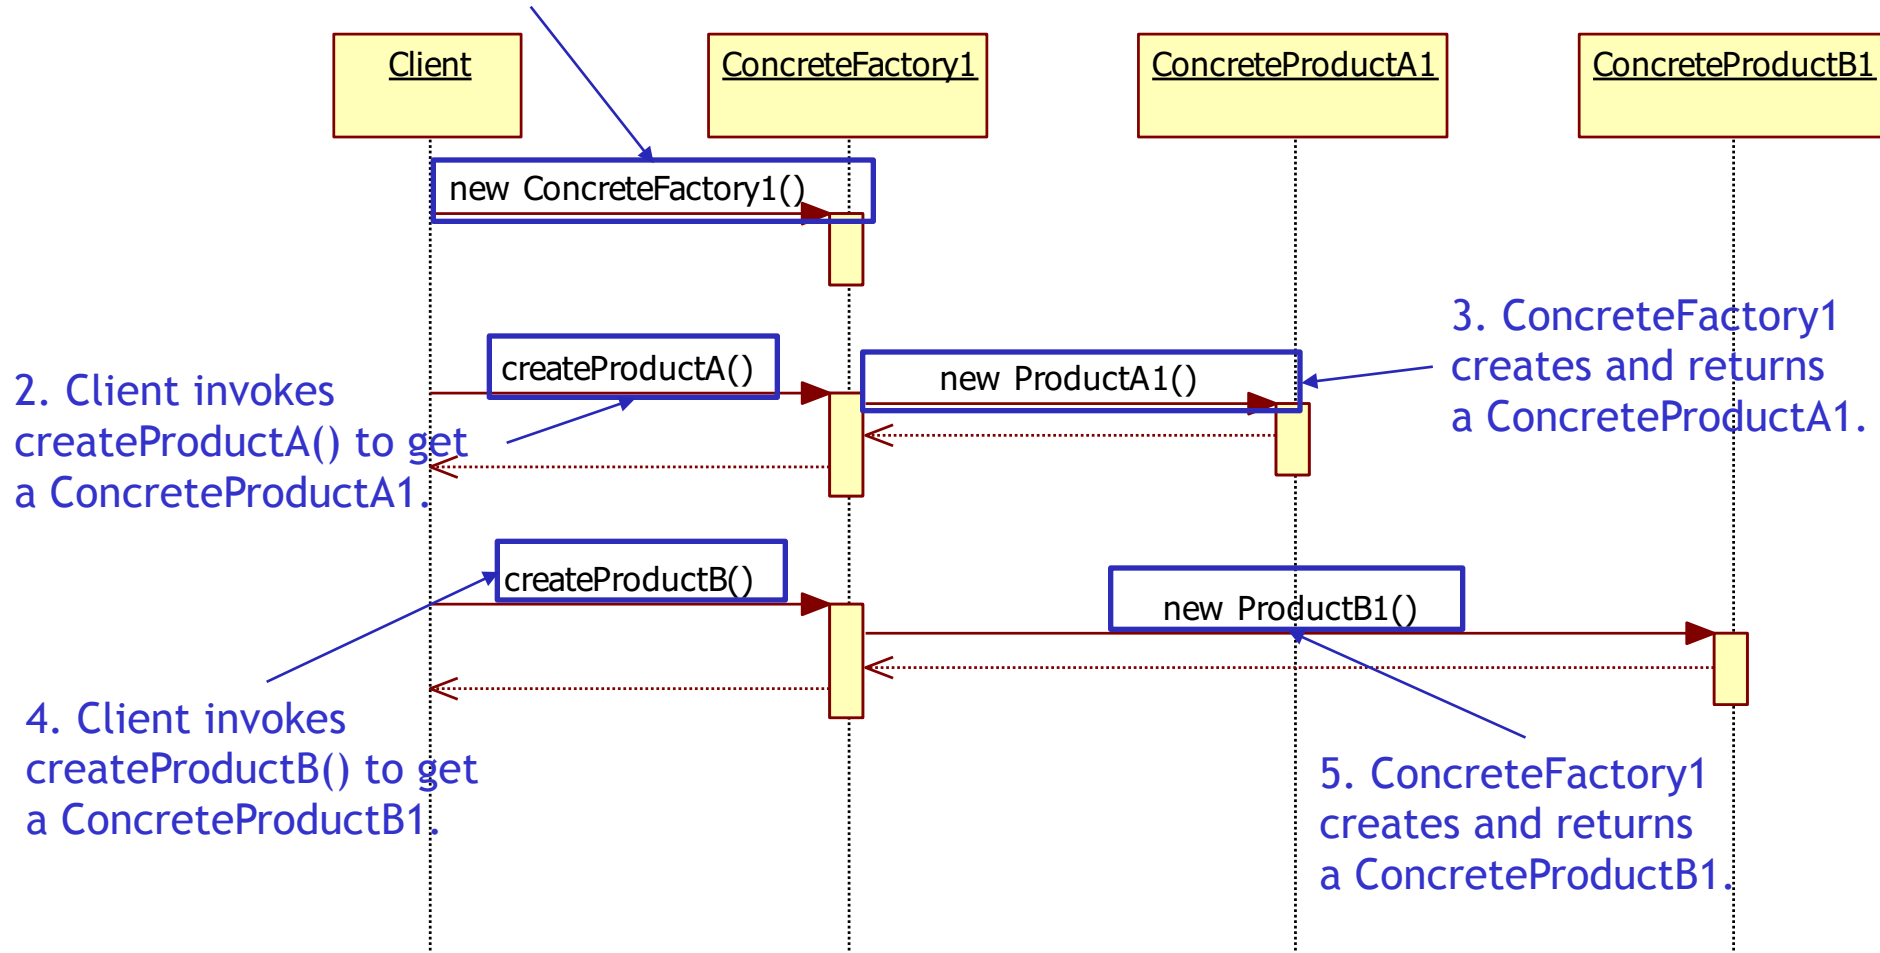 Client
ConcreteFactory1
ConcreteProductA1
ConcreteProductB1
new ConcreteFactory1()
createProductA()
new ProductA1()
2. Client invokes
createProductA() to get
a ConcreteProductA1.
3. ConcreteFactory1
creates and returns
a ConcreteProductA1.
createProductB()
new ProductB1()
4. Client invokes
createProductB() to get
a ConcreteProductB1.
5. ConcreteFactory1
creates and returns
a ConcreteProductB1.